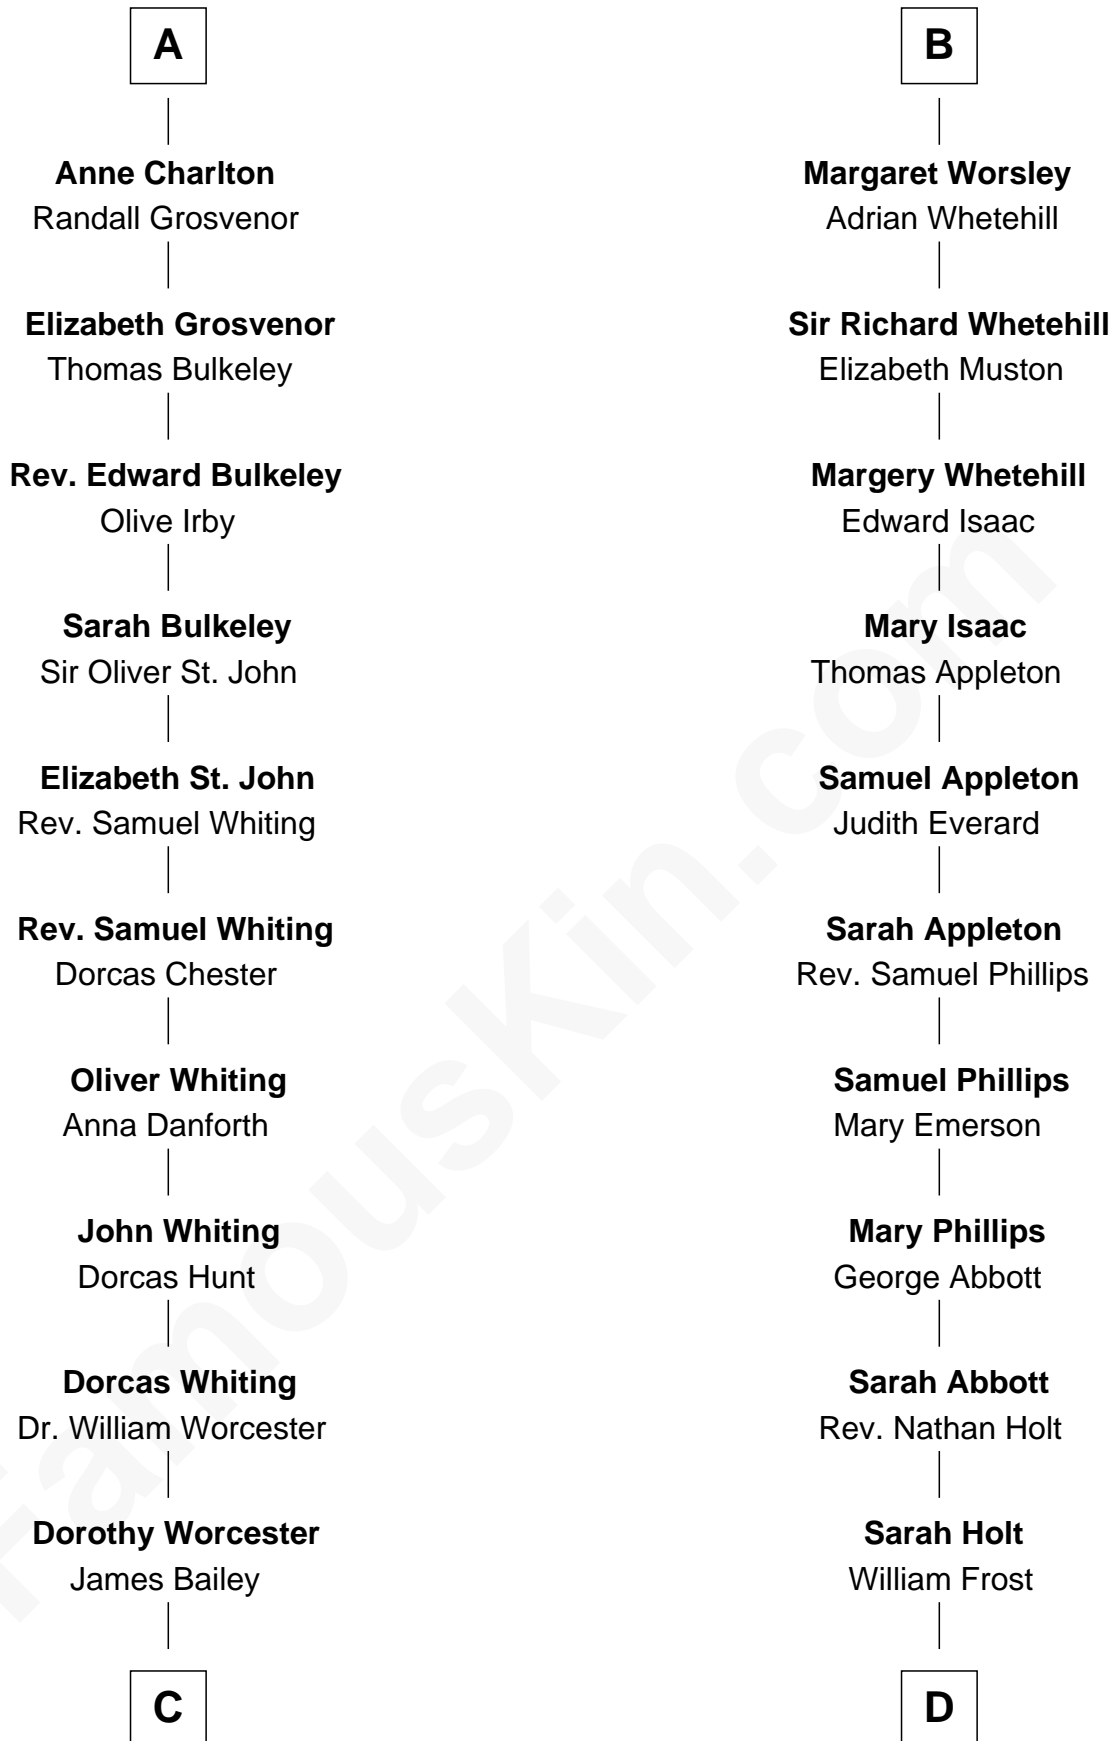 A
Anne Charlton
Randall Grosvenor
Elizabeth Grosvenor
Thomas Bulkeley
Rev. Edward Bulkeley
Olive Irby
Sarah Bulkeley
Sir Oliver St. John
Elizabeth St. John
Rev. Samuel Whiting
Rev. Samuel Whiting
Dorcas Chester
Oliver Whiting
Anna Danforth
John Whiting
Dorcas Hunt
Dorcas Whiting
Dr. William Worcester
Dorothy Worcester
James Bailey
C
B
Margaret Worsley
Adrian Whetehill
Sir Richard Whetehill
Elizabeth Muston
Margery Whetehill
Edward Isaac
Mary Isaac
Thomas Appleton
Samuel Appleton
Judith Everard
Sarah Appleton
Rev. Samuel Phillips
Samuel Phillips
Mary Emerson
Mary Phillips
George Abbott
Sarah Abbott
Rev. Nathan Holt
Sarah Holt
William Frost
D
FamousKin.com